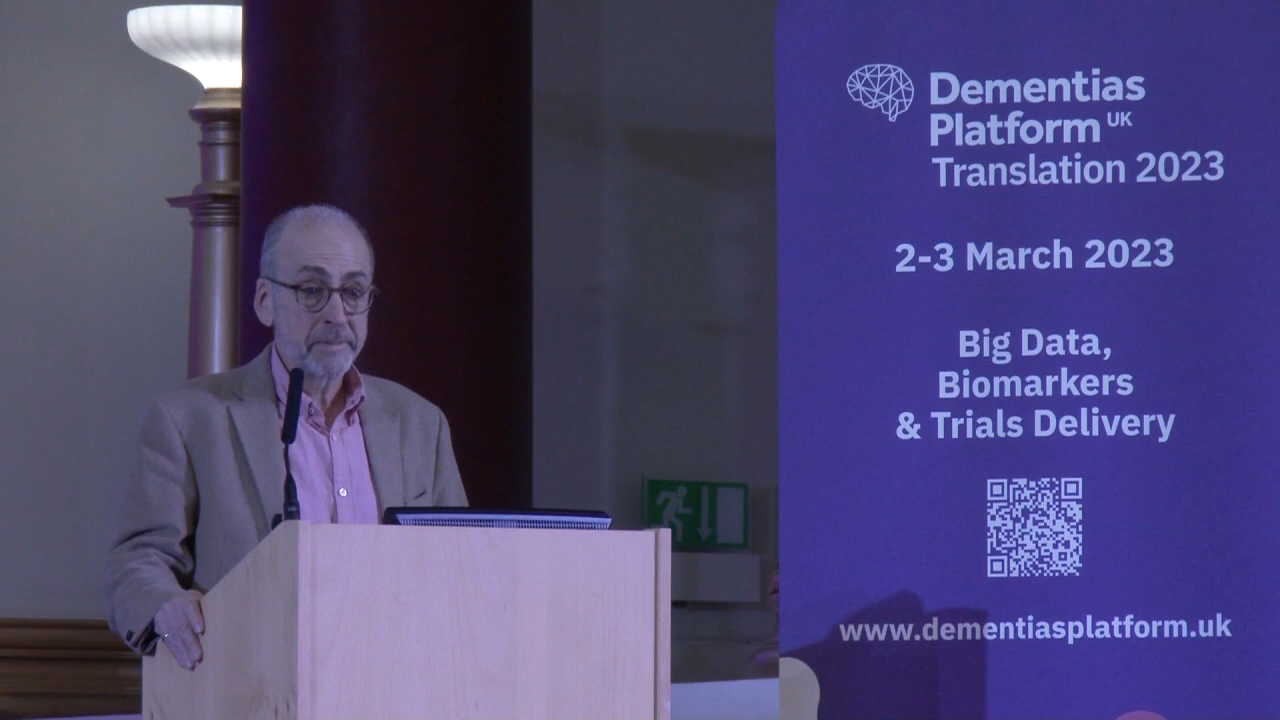 Dementias
Platform UK
Translation 2023
2-3 March 2023
Big Data,
Biomarkers
& Trials Delivery
www.dementiasplatform.uk